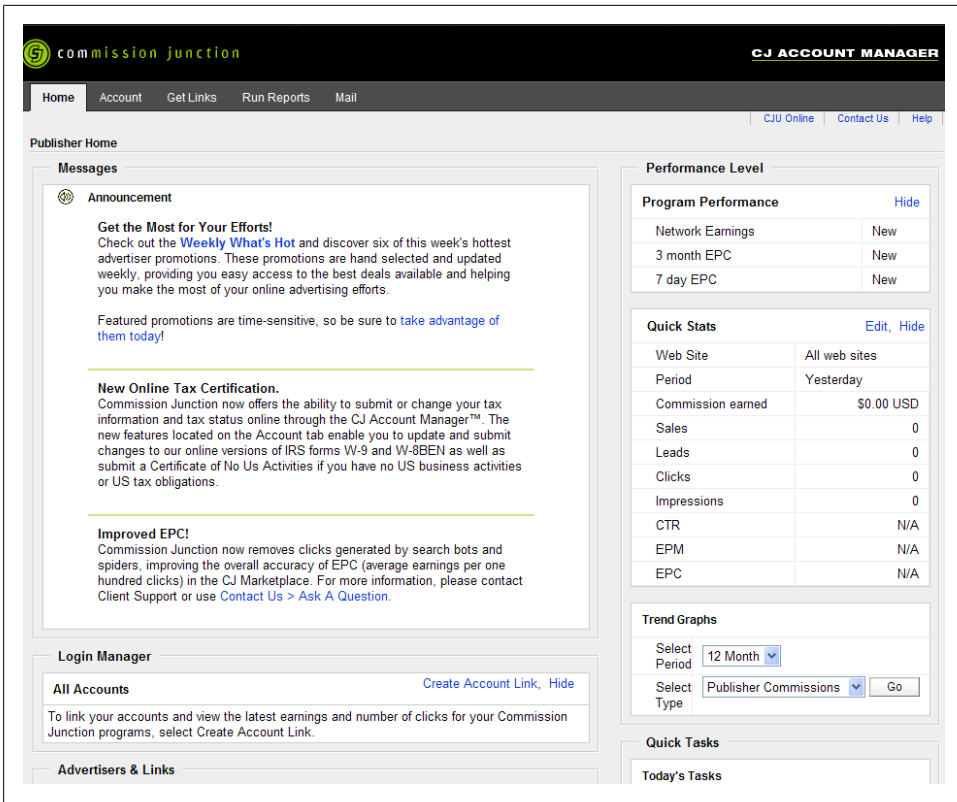 commission junction
CJ ACCOUNT MANAGER
Home Account Get Links Run Reports Mail
CJU Online Contact Us Help
Publisher Home
Messages
Announcement
Get the Most for Your Efforts!
Check out the Weekly What's Hot and discover six of this week's hottest
advertiser promotions. These promotions are hand selected and updated
weekly, providing you easy access to the best deals available and helping
you make the most of your online advertising efforts.
Featured promotions are time-sensitive, so be sure to take advantage of
them today!
New Online Tax Certification.
Commission Junction now offers the ability to submit or change your tax
information and tax status online through the CJ Account Manager™. The
new features located on the Account tab enable you to update and submit
changes to our online versions of IRS forms W-9 and W-8BEN as well as
submit a Certificate of No Us Activities if you have no US business activities
or US tax obligations.
Improved EPC!
Commission Junction now removes clicks generated by search bots and
spiders, improving the overall accuracy of EPC (average earnings per one
hundred clicks) in the CJ Marketplace. For more information, please contact
Client Support or use Contact Us > Ask A Question.
Login Manager
All Accounts Create Account Link, Hide
To link your accounts and view the latest earnings and number of clicks for your Commission
Junction programs, select Create Account Link.
Advertisers & Links
Performance Level
Program Performance Hide
Network Earnings New
3 month EPC New
7 day EPC New
Quick Stats Edit, Hide
Web Site All web sites
Period Yesterday
Commission earned $0.00 USD
Sales 0
Leads 0
Clicks 0
Impressions 0
CTR N/A
EPM N/A
EPC N/A
Trend Graphs
Select
Period 12 Month
Select
Type Publisher Commissions Go
Quick Tasks
Today's Tasks